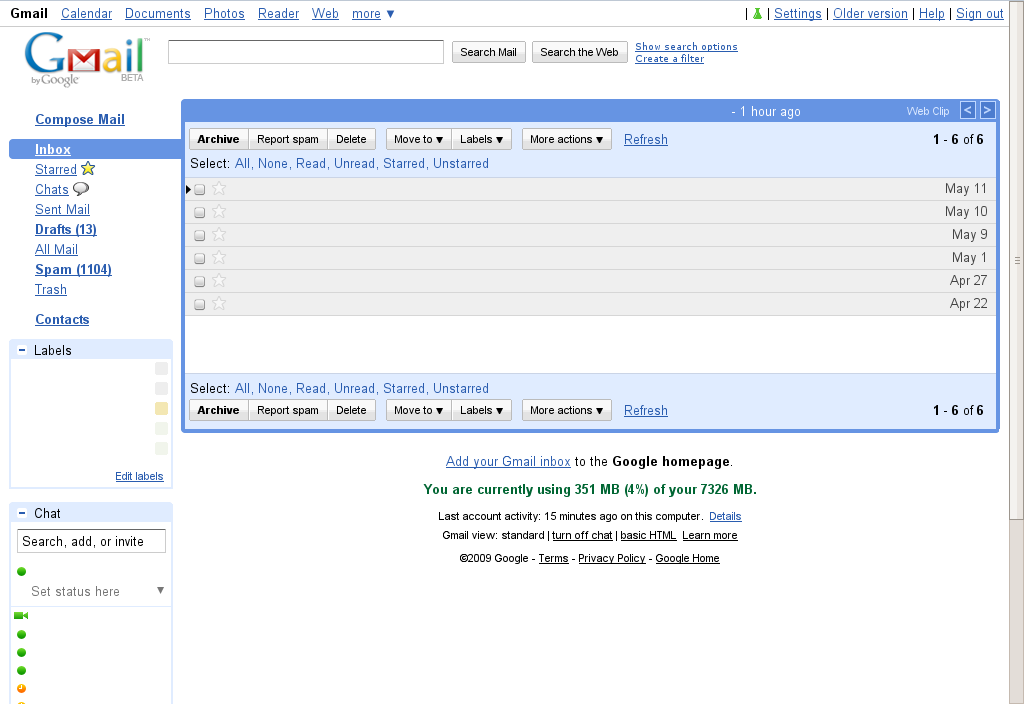 Gmail Calendar Documents Photos Reader Web more ▼ | | Settings | Older version | Help | Sign out
Gmail™
by Google BETA
Search Mail Search the Web Show search options
Create a filter
Compose Mail
Inbox
Starred
Chats
Sent Mail
Drafts (13)
All Mail
Spam (1104)
Trash
Contacts
− Labels
Edit labels
− Chat
Search, add, or invite
Set status here ▼
- 1 hour ago Web Clip < >
Archive Report spam Delete Move to ▼ Labels ▼ More actions ▼ Refresh 1 - 6 of 6
Select: All, None, Read, Unread, Starred, Unstarred
May 11
May 10
May 9
May 1
Apr 27
Apr 22
Select: All, None, Read, Unread, Starred, Unstarred
Archive Report spam Delete Move to ▼ Labels ▼ More actions ▼ Refresh 1 - 6 of 6
Add your Gmail inbox to the Google homepage.
You are currently using 351 MB (4%) of your 7326 MB.
Last account activity: 15 minutes ago on this computer. Details
Gmail view: standard | turn off chat | basic HTML Learn more
©2009 Google - Terms - Privacy Policy - Google Home